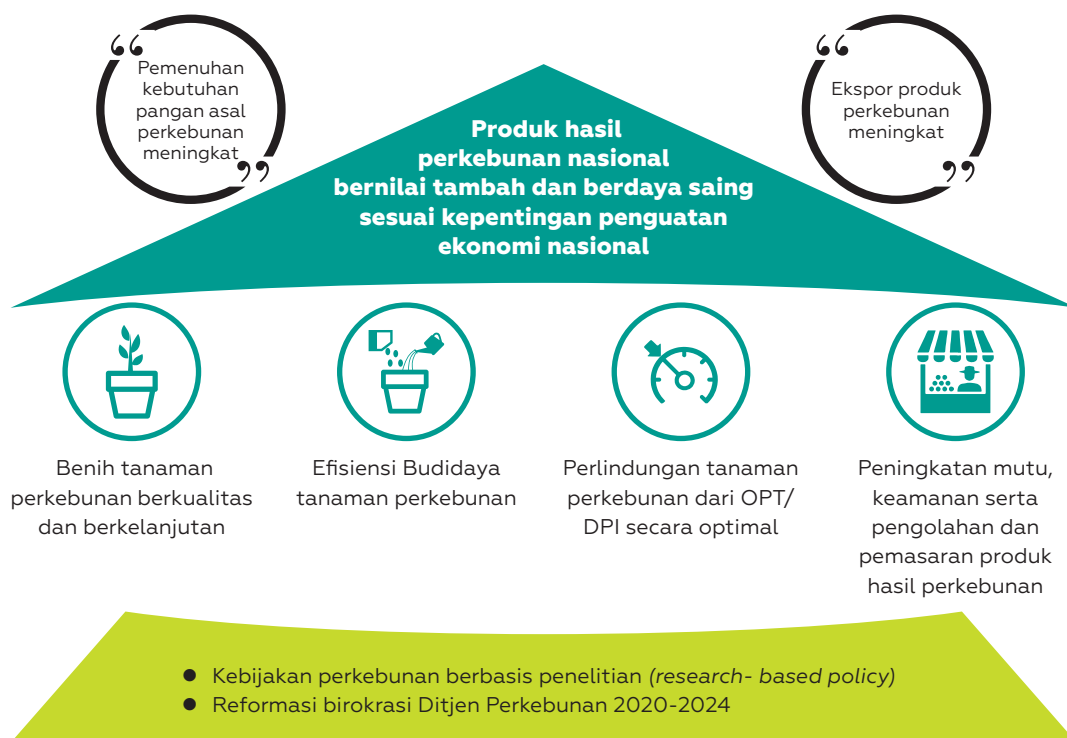 Pemenuhan
kebutuhan
pangan asal
perkebunan
meningkat
Ekspor produk
perkebunan
meningkat
Produk hasil
perkebunan nasional
bernilai tambah dan berdaya saing
sesuai kepentingan penguatan
ekonomi nasional
Benih tanaman
perkebunan berkualitas
dan berkelanjutan
Efisiensi Budidaya
tanaman perkebunan
Perlindungan tanaman
perkebunan dari OPT/
DPI secara optimal
Peningkatan mutu,
keamanan serta
pengolahan dan
pemasaran produk
hasil perkebunan
● Kebijakan perkebunan berbasis penelitian (research- based policy)
● Reformasi birokrasi Ditjen Perkebunan 2020-2024